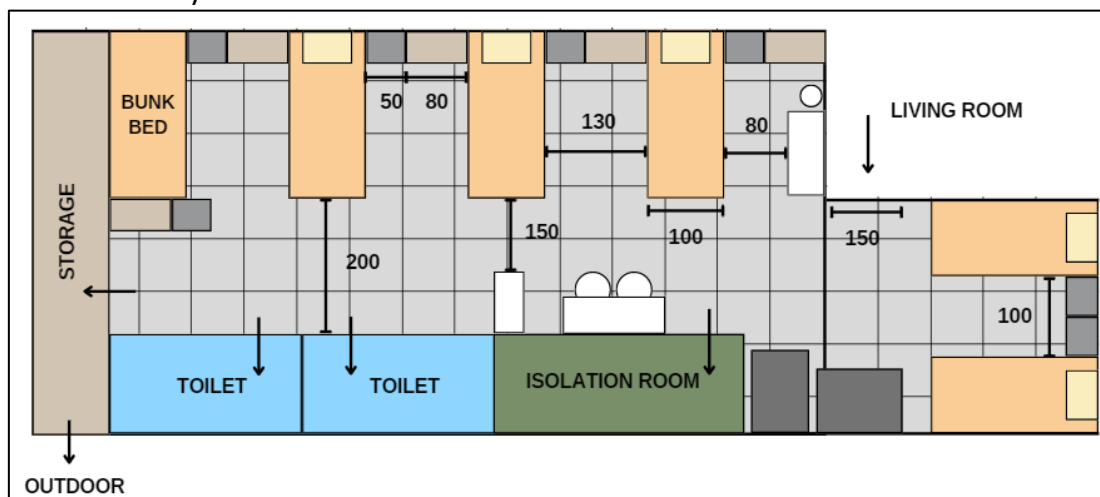 BUNK
BED
50
80
130
80
LIVING ROOM
STORAGE
200
150
100
150
100
TOILET
TOILET
ISOLATION ROOM
OUTDOOR